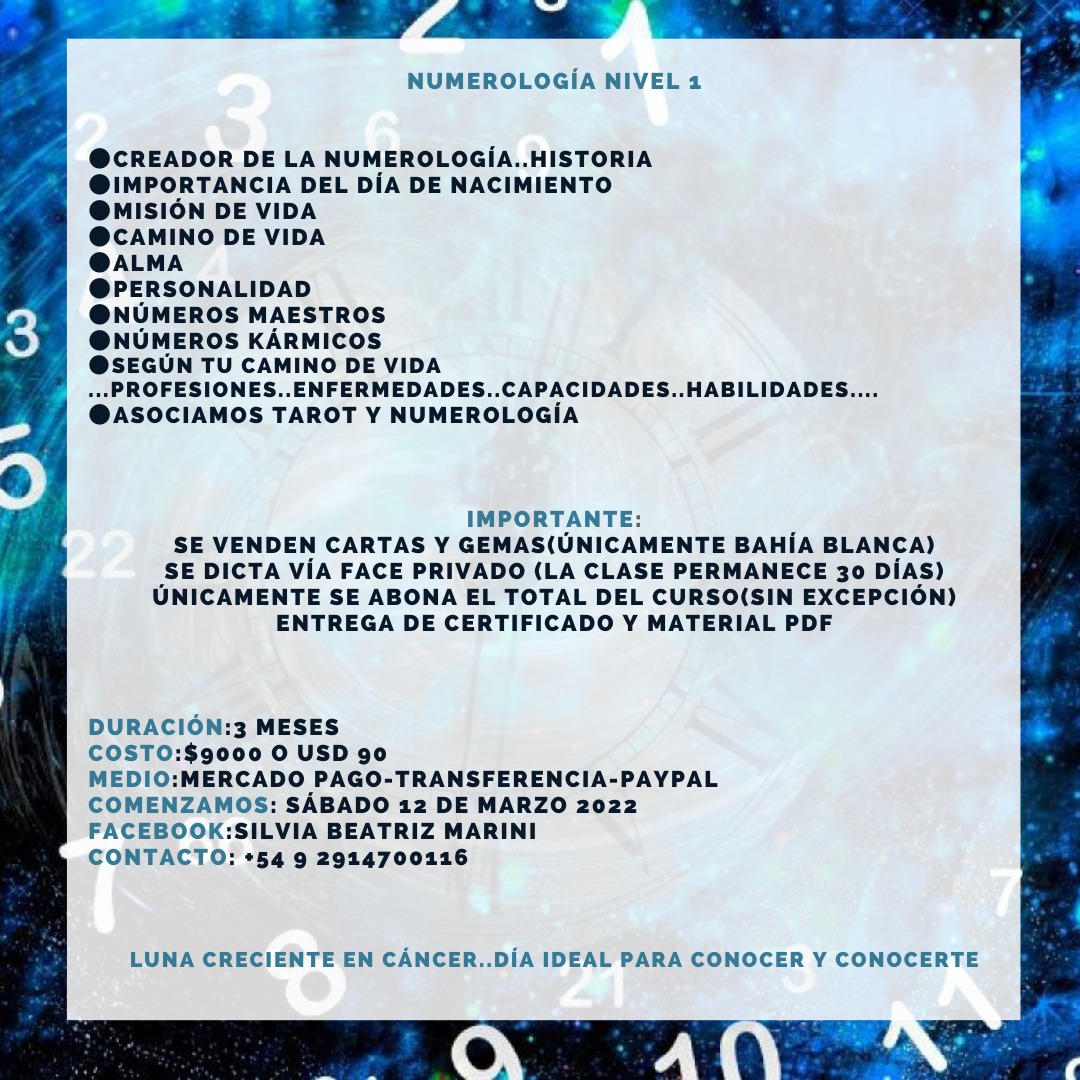 NUMEROLOGÍA NIVEL 1
●CREADOR DE LA NUMEROLOGÍA..HISTORIA
●IMPORTANCIA DEL DÍA DE NACIMIENTO
●MISIÓN DE VIDA
●CAMINO DE VIDA
●ALMA
●PERSONALIDAD
●NÚMEROS MAESTROS
●NÚMEROS KÁRMICOS
●SEGÚN TU CAMINO DE VIDA
...PROFESIONES..ENFERMEDADES..CAPACIDADES..HABILIDADES....
●ASOCIAMOS TAROT Y NUMEROLOGÍA
IMPORTANTE:
SE VENDEN CARTAS Y GEMAS(ÚNICAMENTE BAHÍA BLANCA)
SE DICTA VÍA FACE PRIVADO (LA CLASE PERMANECE 30 DÍAS)
ÚNICAMENTE SE ABONA EL TOTAL DEL CURSO(SIN EXCEPCIÓN)
ENTREGA DE CERTIFICADO Y MATERIAL PDF
DURACIÓN:3 MESES
COSTO:$9000 O USD 90
MEDIO:MERCADO PAGO-TRANSFERENCIA-PAYPAL
COMENZAMOS: SÁBADO 12 DE MARZO 2022
FACEBOOK:SILVIA BEATRIZ MARINI
CONTACTO: +54 9 2914700116
LUNA CRECIENTE EN CÁNCER..DÍA IDEAL PARA CONOCER Y CONOCERTE